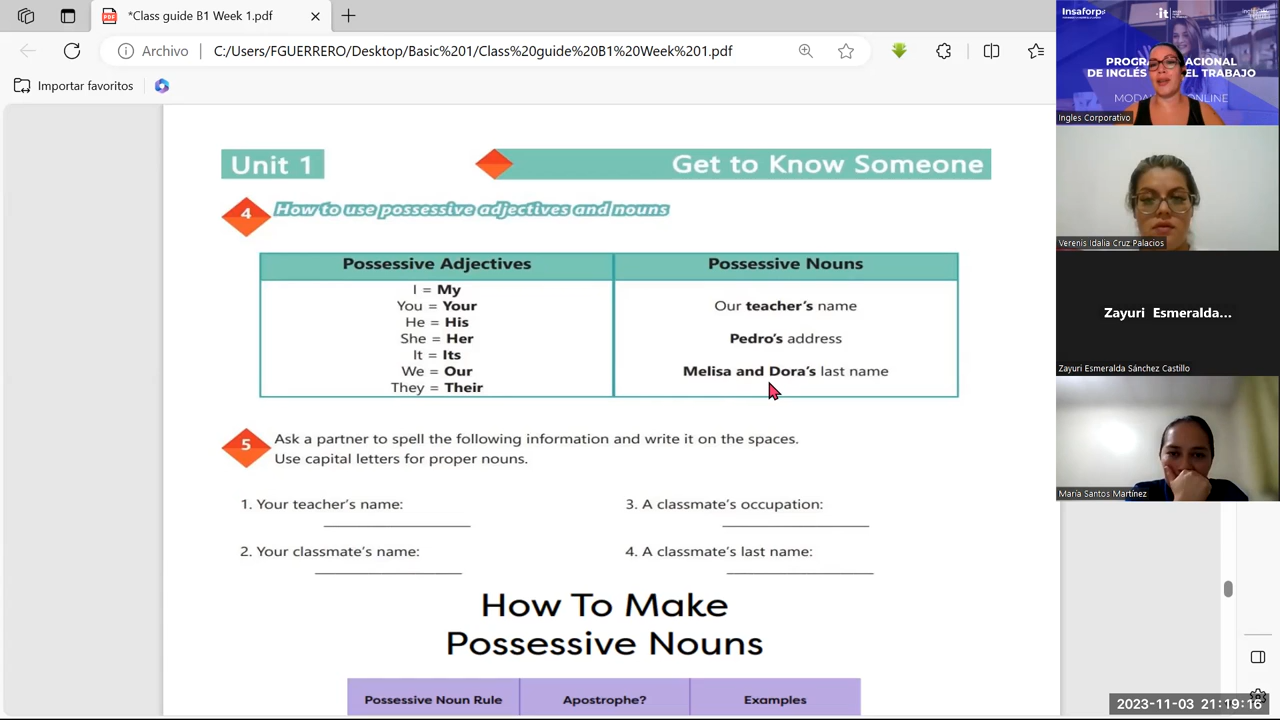 *Class guide B1 Week 1.pdf
Archivo
C:/Users/FGUERRERO/Desktop/Basic%201/Class%20guide%20B1%20Week%201.pdf
Importar favoritos
Unit 1
Get to Know Someone
4
How to use possessive adjectives and nouns
Possessive Adjectives
Possessive Nouns
I = My
You = Your
He = His
She = Her
It = Its
We = Our
They = Their
Our teacher's name
Pedro's address
Melisa and Dora's last name
5
Ask a partner to spell the following information and write it on the spaces.
Use capital letters for proper nouns.
1. Your teacher's name:
3. A classmate's occupation:
2. Your classmate's name:
4. A classmate's last name:
How To Make
Possessive Nouns
Possessive Noun Rule
Apostrophe?
Examples
Insaforp
Ingles Corporativo
Verenis Idalia Cruz Palacios
Zayuri Esmeralda...
Zayuri Esmeralda Sánchez Castillo
María Santos Martínez
2023-11-03 21:19:16